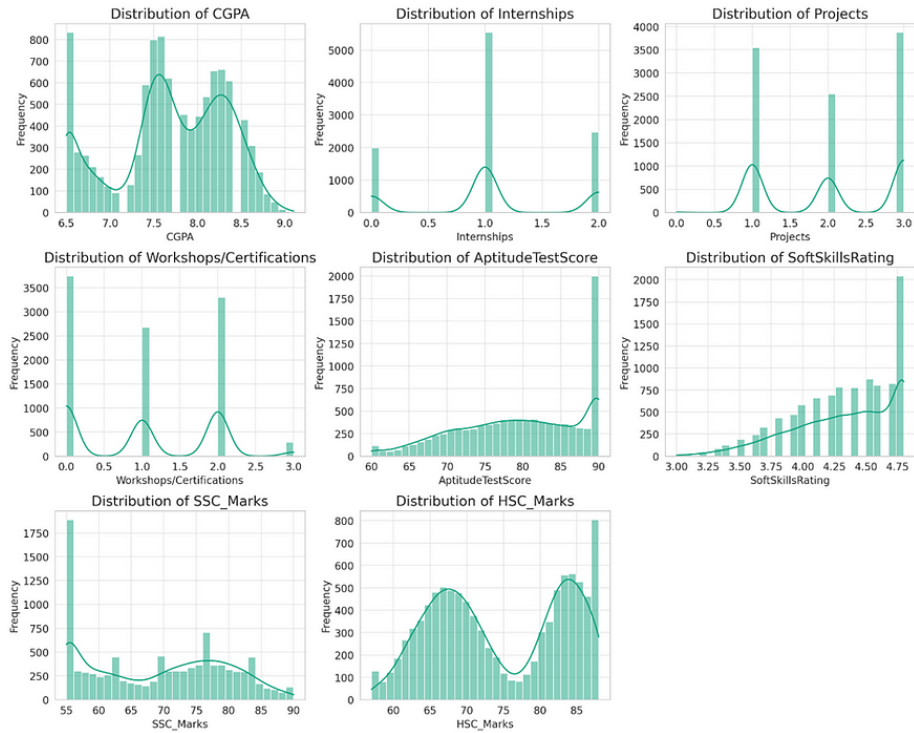 Distribution of CGPA
800
700
600
500
400
300
200
100
0
Frequency
6.5 7.0 7.5 8.0 8.5 9.0
CGPA
Distribution of Internships
5000
4000
3000
2000
1000
0
Frequency
0.0 0.5 1.0 1.5 2.0
Internships
Distribution of Projects
4000
3500
3000
2500
2000
1500
1000
500
0
Frequency
0.0 0.5 1.0 1.5 2.0 2.5 3.0
Projects
Distribution of Workshops/Certifications
3500
3000
2500
2000
1500
1000
500
0
Frequency
0.0 0.5 1.0 1.5 2.0 2.5 3.0
Workshops/Certifications
Distribution of AptitudeTestScore
2000
1750
1500
1250
1000
750
500
250
0
Frequency
60 65 70 75 80 85 90
AptitudeTestScore
Distribution of SoftSkillsRating
2000
1750
1500
1250
1000
750
500
250
0
Frequency
3.00 3.25 3.50 3.75 4.00 4.25 4.50 4.75
SoftSkillsRating
Distribution of SSC_Marks
1750
1500
1250
1000
750
500
250
0
Frequency
55 60 65 70 75 80 85 90
SSC_Marks
Distribution of HSC_Marks
800
700
600
500
400
300
200
100
0
Frequency
60 65 70 75 80 85
HSC_Marks